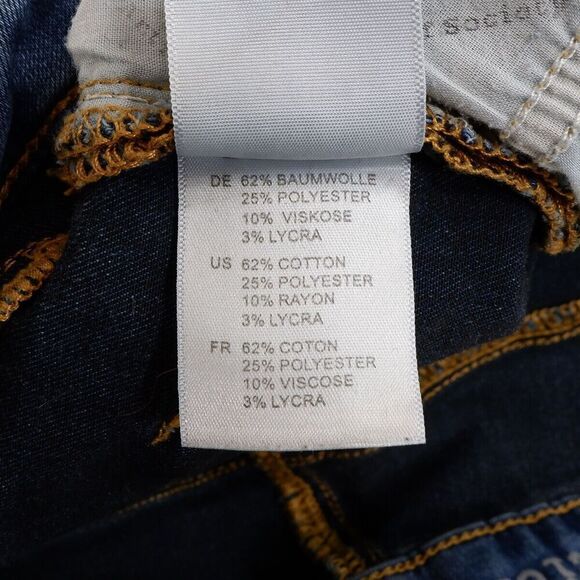 Society
DE 62% BAUMWOLLE
25% POLYESTER
10% VISKOSE
3% LYCRA
US 62% COTTON
25% POLYESTER
10% RAYON
3% LYCRA
FR 62% COTON
25% POLYESTER
10% VISCOSE
3% LYCRA